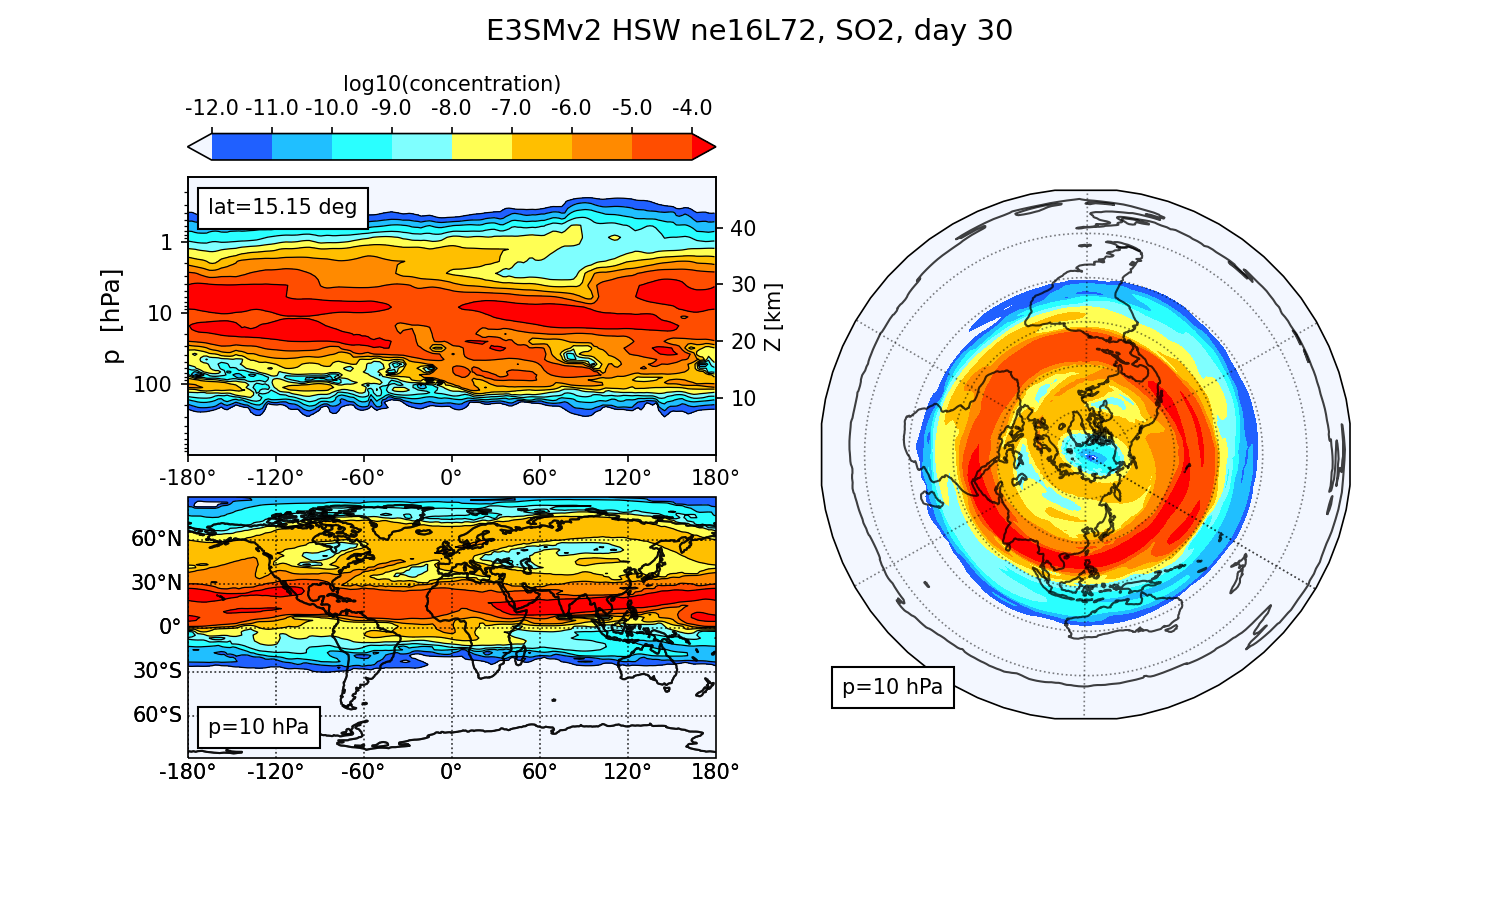 E3SMv2 HSW ne16L72, SO2, day 30
log10(concentration)
-12.0 -11.0 -10.0 -9.0 -8.0 -7.0 -6.0 -5.0 -4.0
lat=15.15 deg
p [hPa]
1
10
100
40
30
20
10
Z [km]
-180° -120° -60° 0° 60° 120° 180°
60°N
30°N
0°
30°S
60°S
p=10 hPa
-180° -120° -60° 0° 60° 120° 180°
p=10 hPa